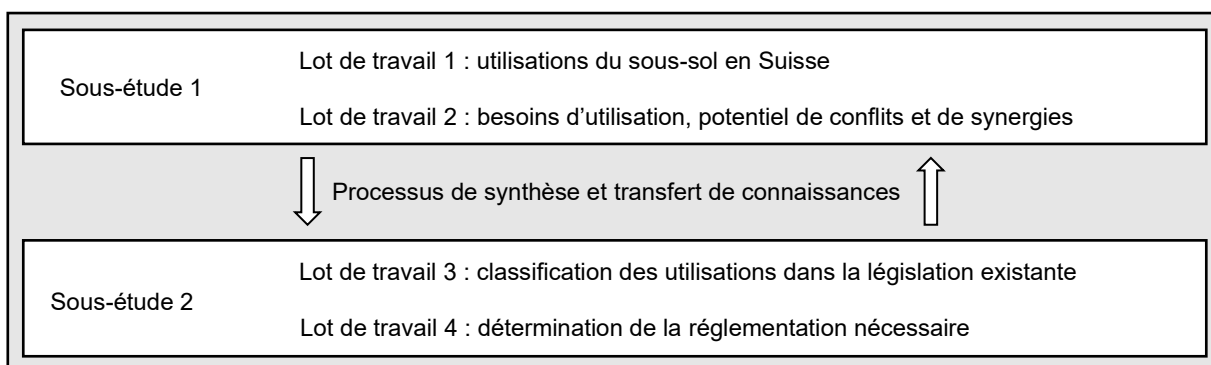 Sous-étude 1
Lot de travail 1 : utilisations du sous-sol en Suisse
Lot de travail 2 : besoins d’utilisation, potentiel de conflits et de synergies
Processus de synthèse et transfert de connaissances
Sous-étude 2
Lot de travail 3 : classification des utilisations dans la législation existante
Lot de travail 4 : détermination de la réglementation nécessaire